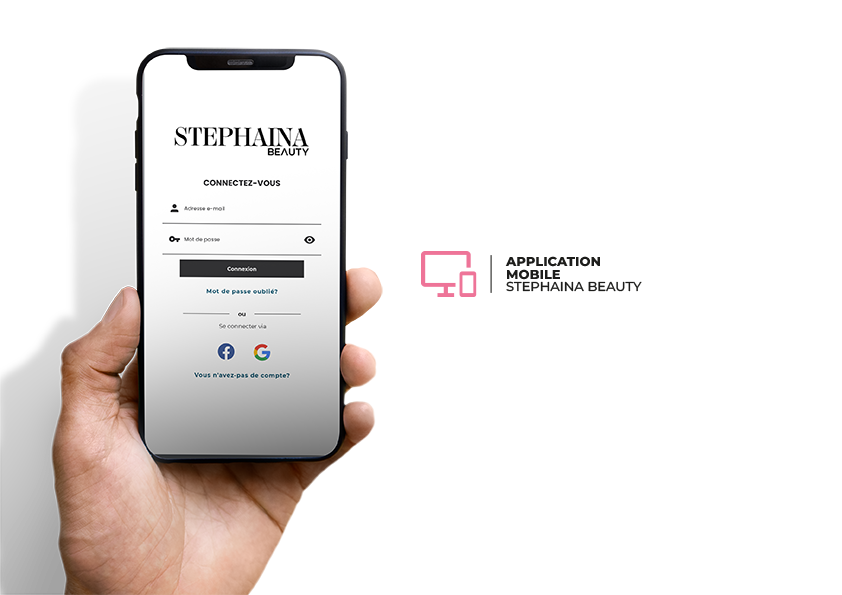 STEPHAINA
BEAUTY
CONNECTEZ-VOUS
Adresse e-mail
Mot de passe
Connexion
Mot de passe oublié?
ou
Se connecter via
Vous n'avez-pas de compte?
APPLICATION
MOBILE
STEPHAINA BEAUTY